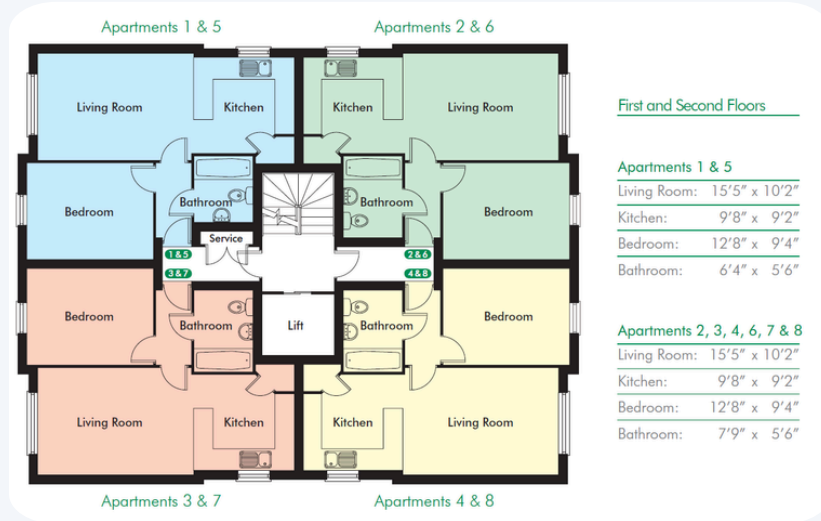 Apartments 1 & 5
Apartments 2 & 6
Living Room
Kitchen
Kitchen
Living Room
Bedroom
Bathroom
Bathroom
Bedroom
Service
1&5
2&6
3&7
4&8
Bedroom
Bathroom
Lift
Bathroom
Bedroom
Living Room
Kitchen
Kitchen
Living Room
Apartments 3 & 7
Apartments 4 & 8
First and Second Floors
Apartments 1 & 5
Living Room: 15’5” x 10’2”
Kitchen: 9’8” x 9’2”
Bedroom: 12’8” x 9’4”
Bathroom: 6’4” x 5’6”
Apartments 2, 3, 4, 6, 7 & 8
Living Room: 15’5” x 10’2”
Kitchen: 9’8” x 9’2”
Bedroom: 12’8” x 9’4”
Bathroom: 7’9” x 5’6”